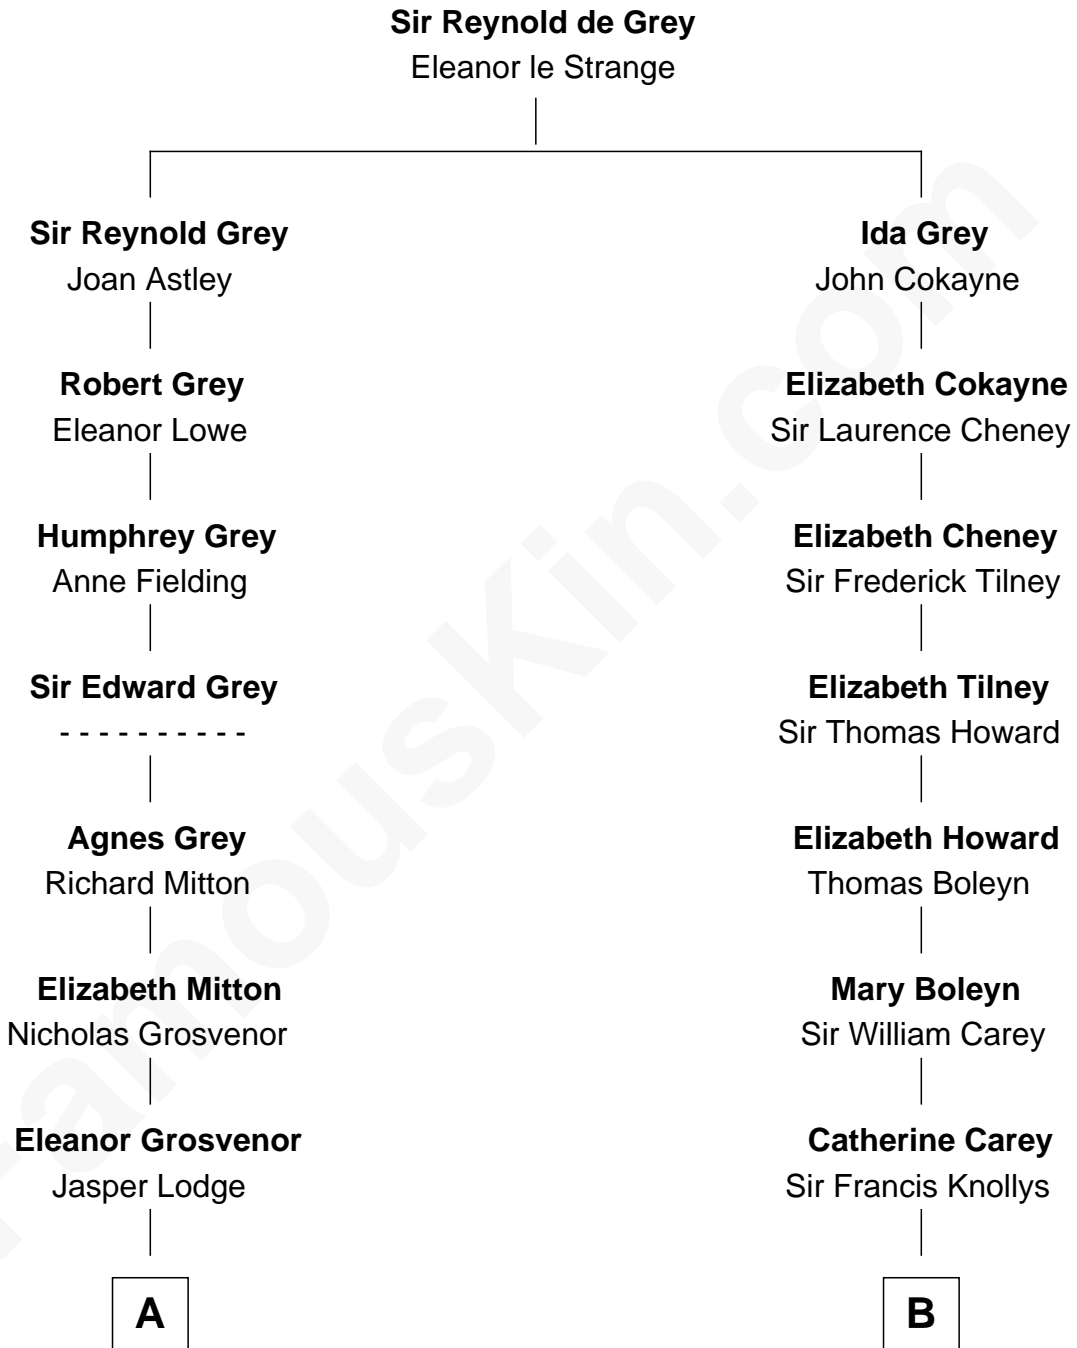 Sir Reynold de Grey
Eleanor le Strange
Sir Reynold Grey
Joan Astley
Robert Grey
Eleanor Lowe
Humphrey Grey
Anne Fielding
Sir Edward Grey
- - - - - - - - - -
Agnes Grey
Richard Mitton
Elizabeth Mitton
Nicholas Grosvenor
Eleanor Grosvenor
Jasper Lodge
A
Ida Grey
John Cokayne
Elizabeth Cokayne
Sir Laurence Cheney
Elizabeth Cheney
Sir Frederick Tilney
Elizabeth Tilney
Sir Thomas Howard
Elizabeth Howard
Thomas Boleyn
Mary Boleyn
Sir William Carey
Catherine Carey
Sir Francis Knollys
B
FamousKin.com